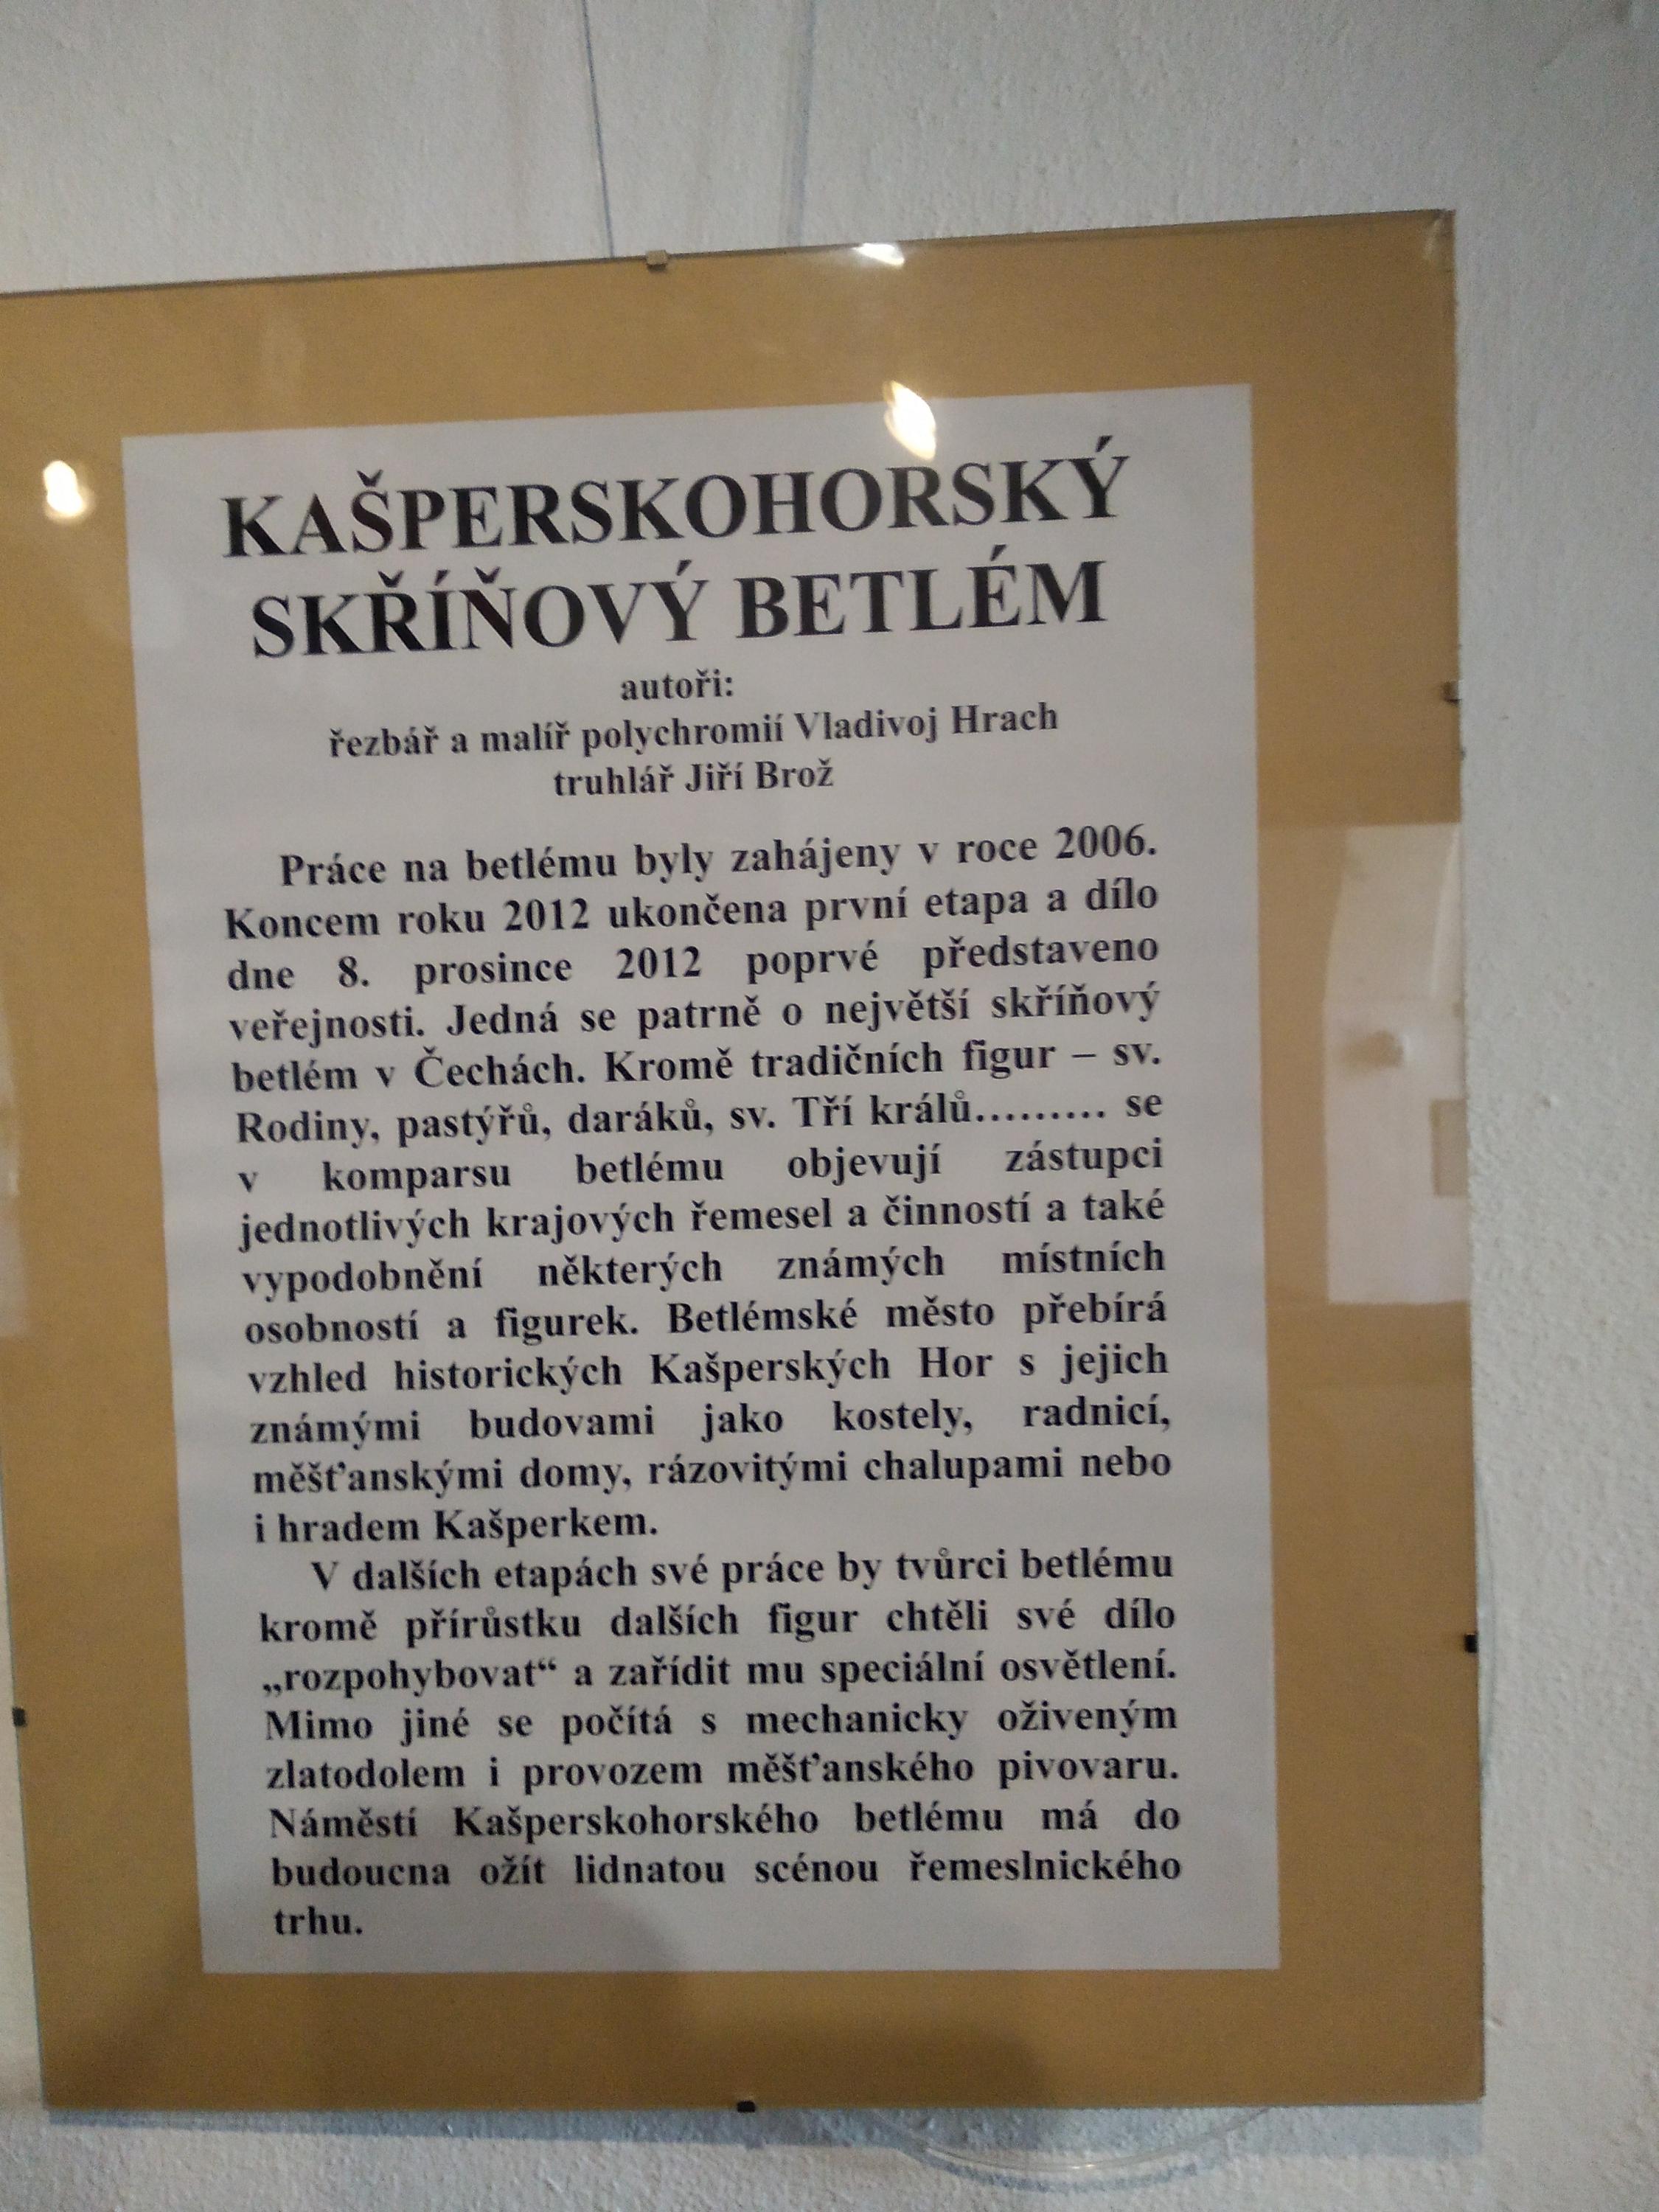 KAŠPERSKOHORSKÝ
SKŘÍŇOVÝ BETLÉM
autoři:
řezbář a malíř polychromií Vladivoj Hrach
truhlář Jiří Brož
Práce na betlému byly zahájeny v roce 2006.
Koncem roku 2012 ukončena první etapa a dílo
dne 8. prosince 2012 poprvé představeno
veřejnosti. Jedná se patrně o největší skříňový
betlém v Čechách. Kromě tradičních figur – sv.
Rodiny, pastýřů, daráků, sv. Tří králů……… se
v komparsu betlému objevují zástupci
jednotlivých krajových řemesel a činností a také
vypodobnění některých známých místních
osobností a figurek. Betlémské město přebírá
vzhled historických Kašperských Hor s jejich
známými budovami jako kostely, radnicí,
měšťanskými domy, rázovitými chalupami nebo
i hradem Kašperkem.
V dalších etapách své práce by tvůrci betlému
kromě přírůstku dalších figur chtěli své dílo
„rozpohybovat“ a zařídit mu speciální osvětlení.
Mimo jiné se počítá s mechanicky oživeným
zlatodolem i provozem měšťanského pivovaru.
Náměstí Kašperskohorského betlému má do
budoucna ožít lidnatou scénou řemeslnického
trhu.